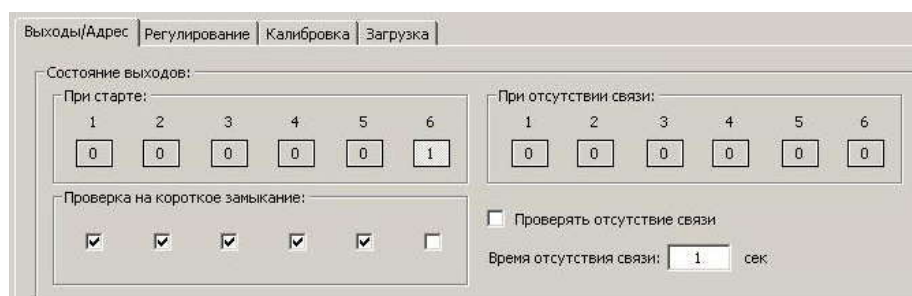 Выходы/Адрес Регулирование Калибровка Загрузка
Состояние выходов:
При старте:
1 2 3 4 5 6
0 0 0 0 0 1
При отсутствии связи:
1 2 3 4 5 6
0 0 0 0 0 0
Проверка на короткое замыкание:
Проверять отсутствие связи
Время отсутствия связи: 1 сек